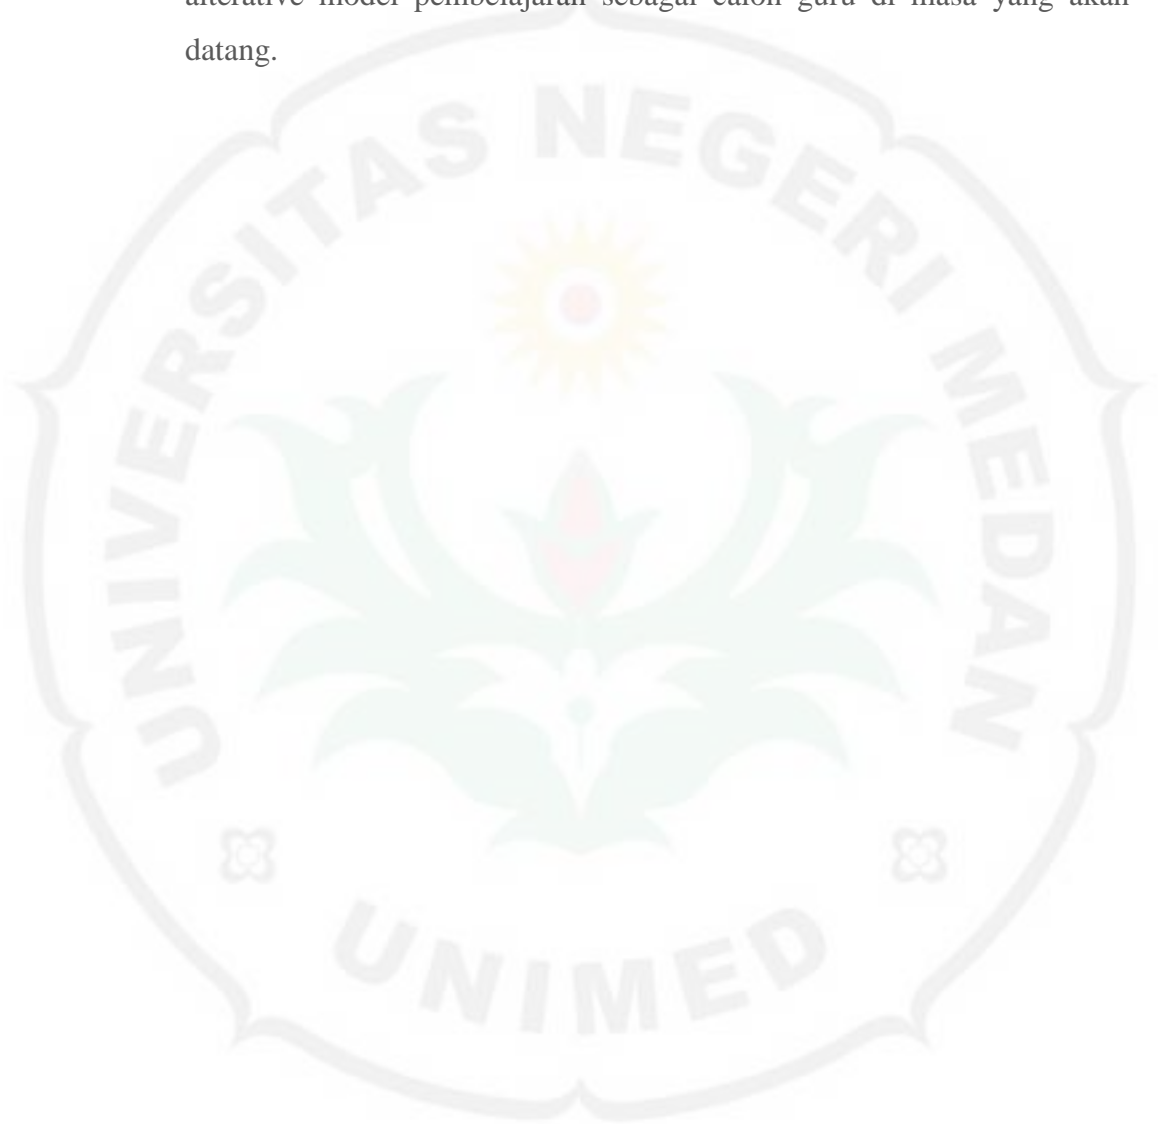 alterative model pembelajaran sebagai calon guru di masa yang akan
datang.
UNIVERSITAS NEGERI MEDAN
UNIMED